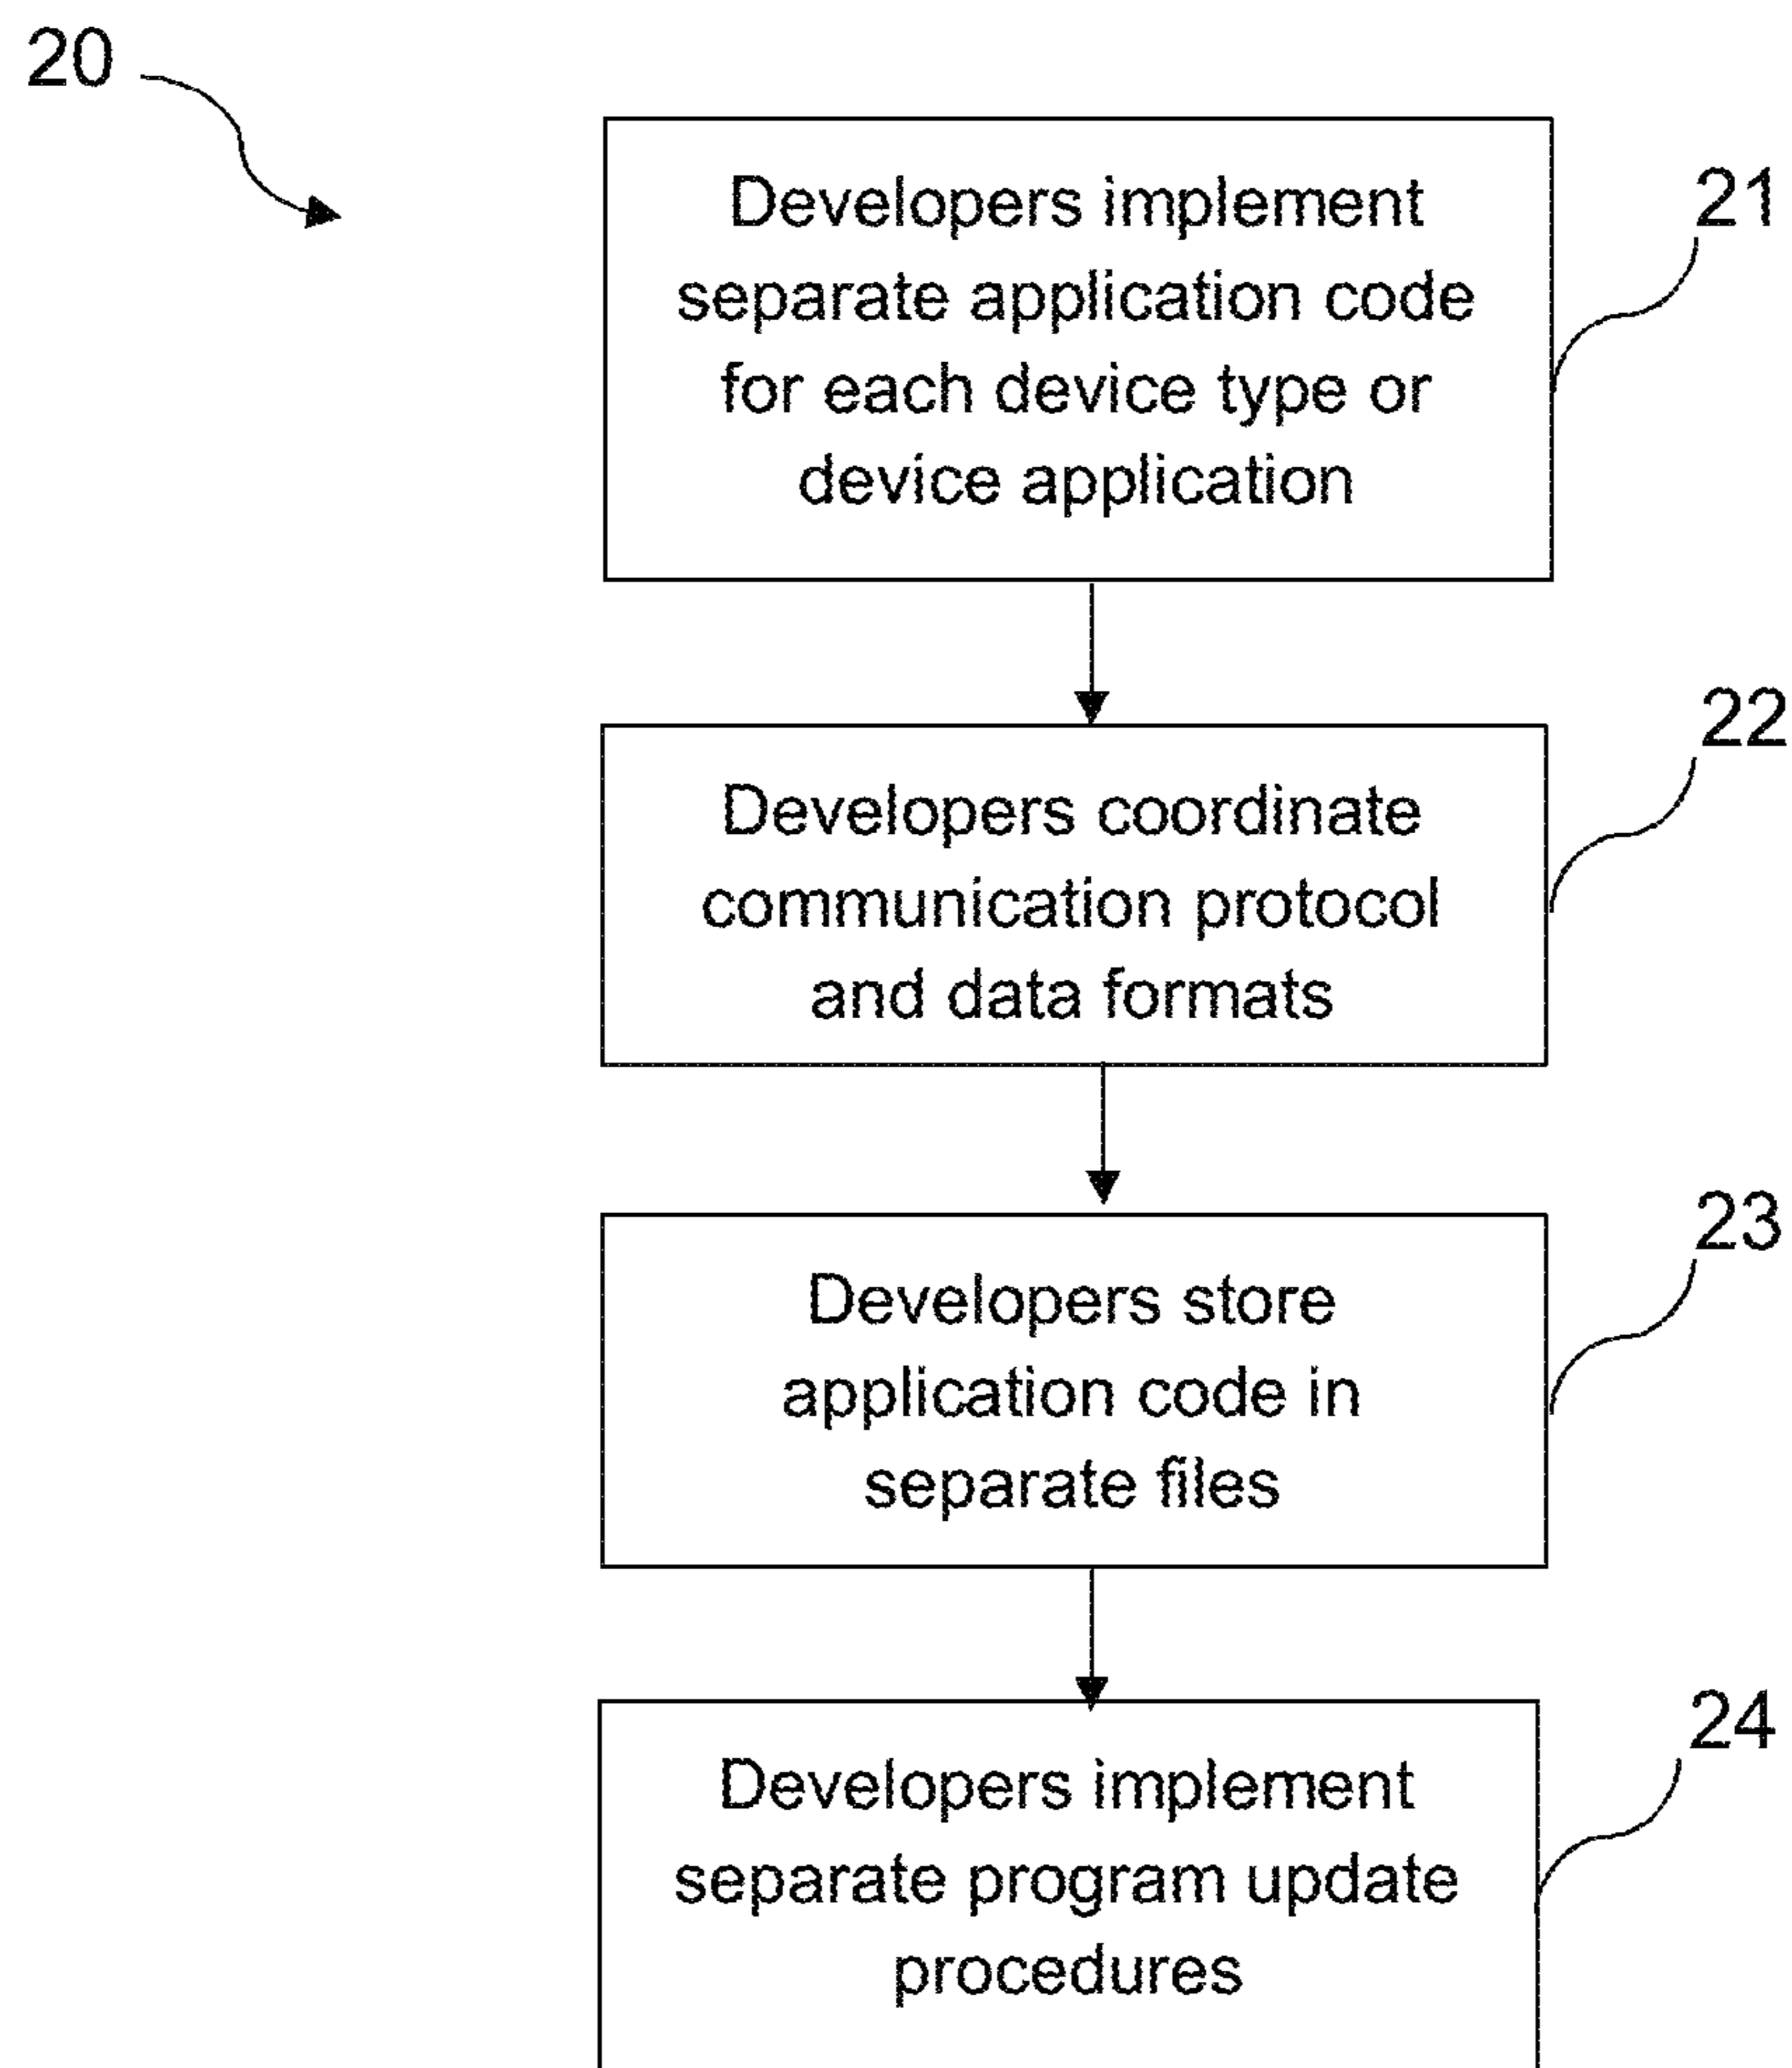 20
Developers implement
separate application code
for each device type or
device application
21
Developers coordinate
communication protocol
and data formats
22
Developers store
application code in
separate files
23
Developers implement
separate program update
procedures
24